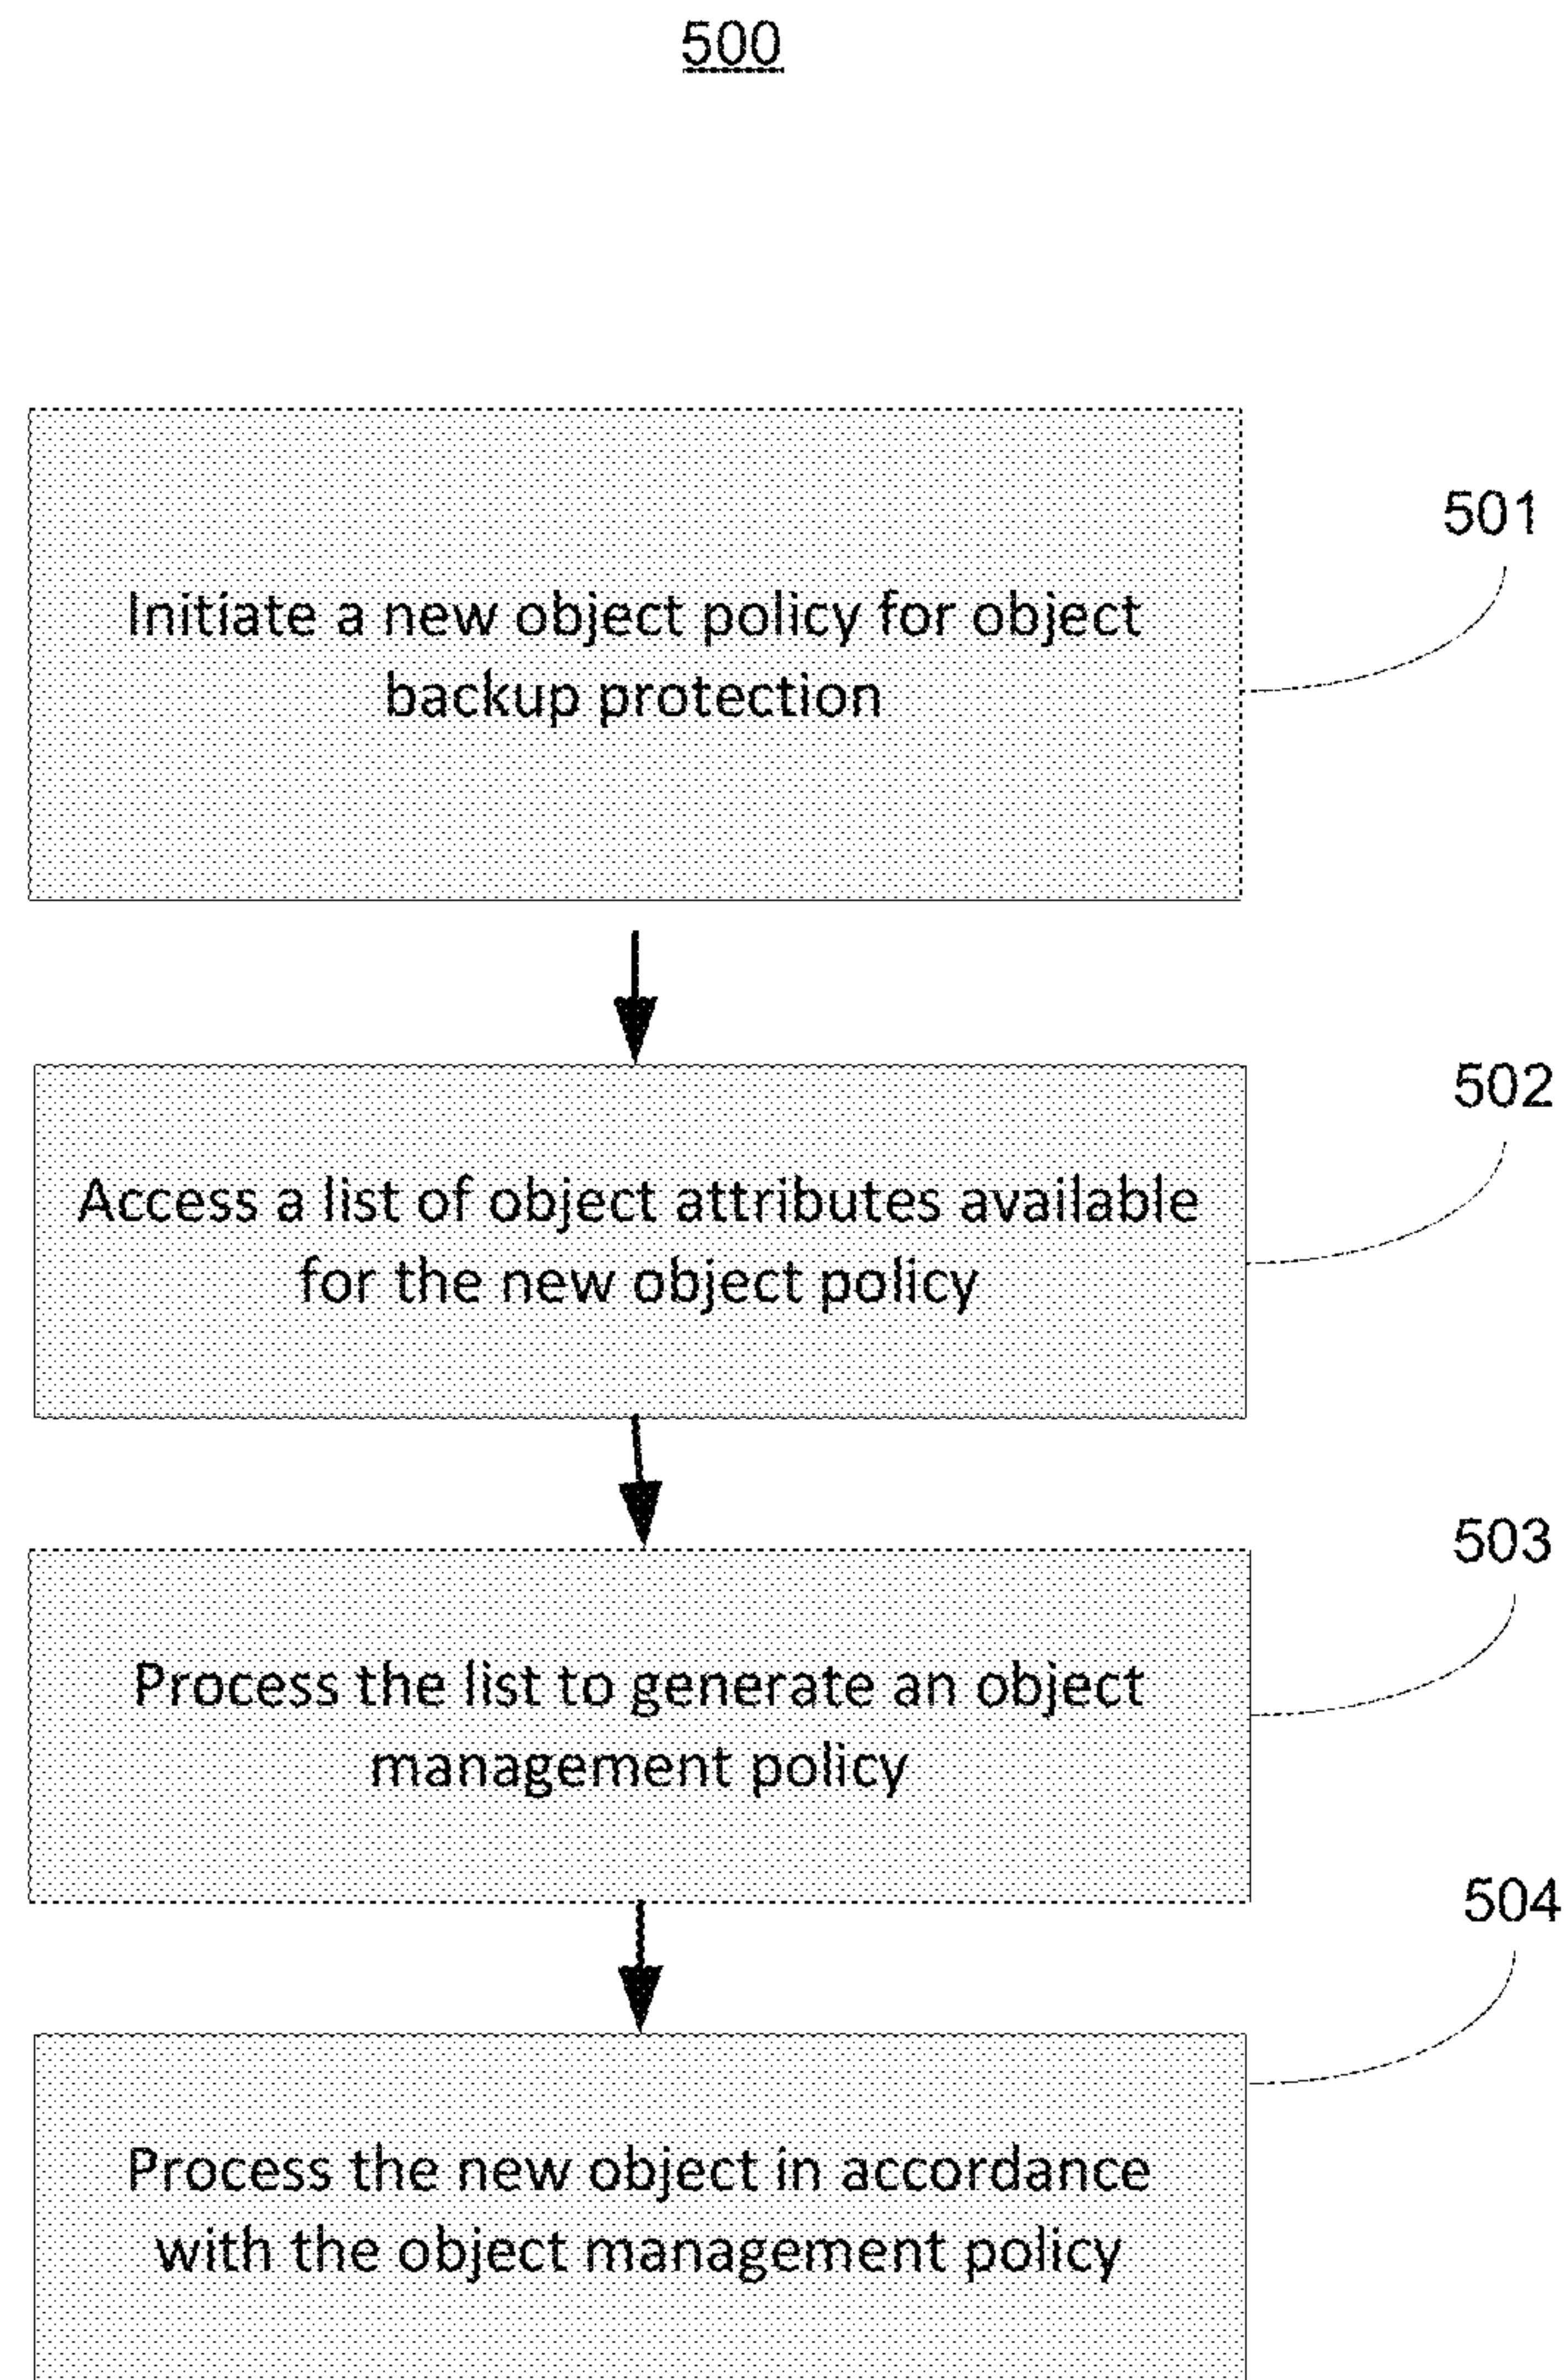 500
501
Initiate a new object policy for object
backup protection
502
Access a list of object attributes available
for the new object policy
503
Process the list to generate an object
management policy
504
Process the new object in accordance
with the object management policy